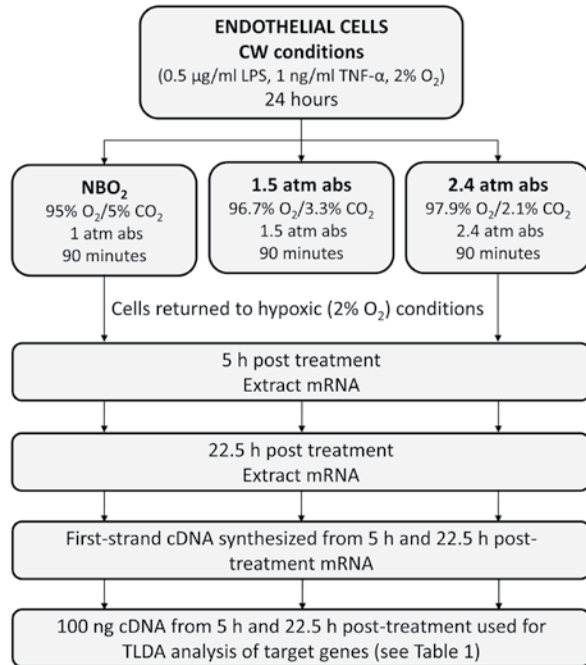 ENDOTHELIAL CELLS
CW conditions
(0.5 µg/ml LPS, 1 ng/ml TNF-α, 2% O₂)
24 hours
NBO₂
95% O₂/5% CO₂
1 atm abs
90 minutes
1.5 atm abs
96.7% O₂/3.3% CO₂
1.5 atm abs
90 minutes
2.4 atm abs
97.9% O₂/2.1% CO₂
2.4 atm abs
90 minutes
Cells returned to hypoxic (2% O₂) conditions
5 h post treatment
Extract mRNA
22.5 h post treatment
Extract mRNA
First-strand cDNA synthesized from 5 h and 22.5 h post-
treatment mRNA
100 ng cDNA from 5 h and 22.5 h post-treatment used for
TLDA analysis of target genes (see Table 1)